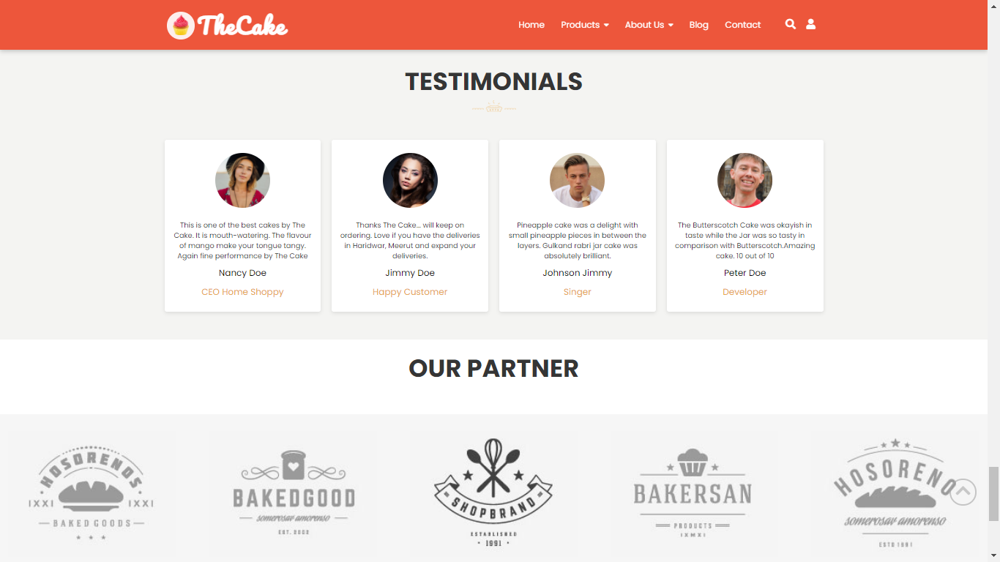 TheCake
Home Products About Us Blog Contact
TESTIMONIALS
This is one of the best cakes by The
Cake. It is mouth-watering. The flavour
of mango make your tongue tangy.
Again fine performance by The Cake
Nancy Doe
CEO Home Shoppy
Thanks The Cake... will keep on
ordering. Love if you have the deliveries
in Haridwar, Meerut and expand your
deliveries.
Jimmy Doe
Happy Customer
Pineapple cake was a delight with
small pineapple pieces in between the
layers. Gulkand rabri jar cake was
absolutely brilliant.
Johnson Jimmy
Singer
The Butterscotch Cake was okayish in
taste while the Jar was so tasty in
comparison with Butterscotch.Amazing
cake. 10 out of 10
Peter Doe
Developer
OUR PARTNER
HOSORENOS
IXXI IXXI
BAKED GOODS
BAKEDGOOD
somerosav amorenso
EST. 2002
SHOPBRAND
ESTABLISHED
1991
BAKERSAN
PRODUCTS
IXMXI
HOSORENO
somerosav amorenso
ESTD 1891